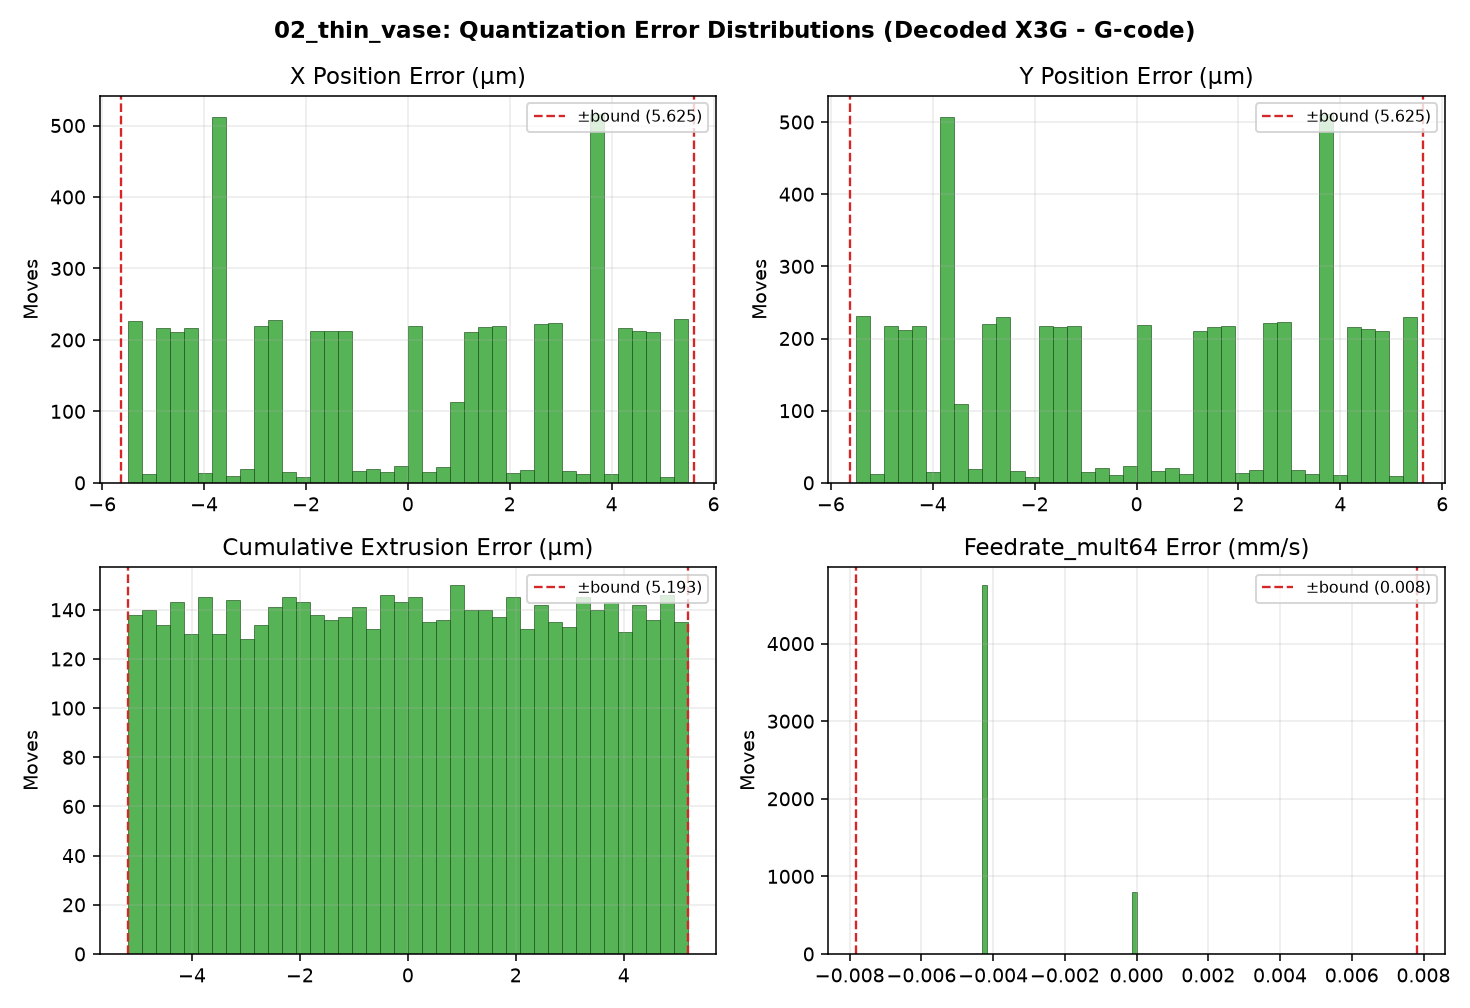 02_thin_vase: Quantization Error Distributions (Decoded X3G - G-code)
X Position Error (µm)
Moves
500
400
300
200
100
0
−6 −4 −2 0 2 4 6
±bound (5.625)
Y Position Error (µm)
Moves
500
400
300
200
100
0
−6 −4 −2 0 2 4 6
±bound (5.625)
Cumulative Extrusion Error (µm)
Moves
140
120
100
80
60
40
20
0
−4 −2 0 2 4
±bound (5.193)
Feedrate_mult64 Error (mm/s)
Moves
4000
3000
2000
1000
0
−0.008 −0.006 −0.004 −0.002 0.000 0.002 0.004 0.006 0.008
±bound (0.008)